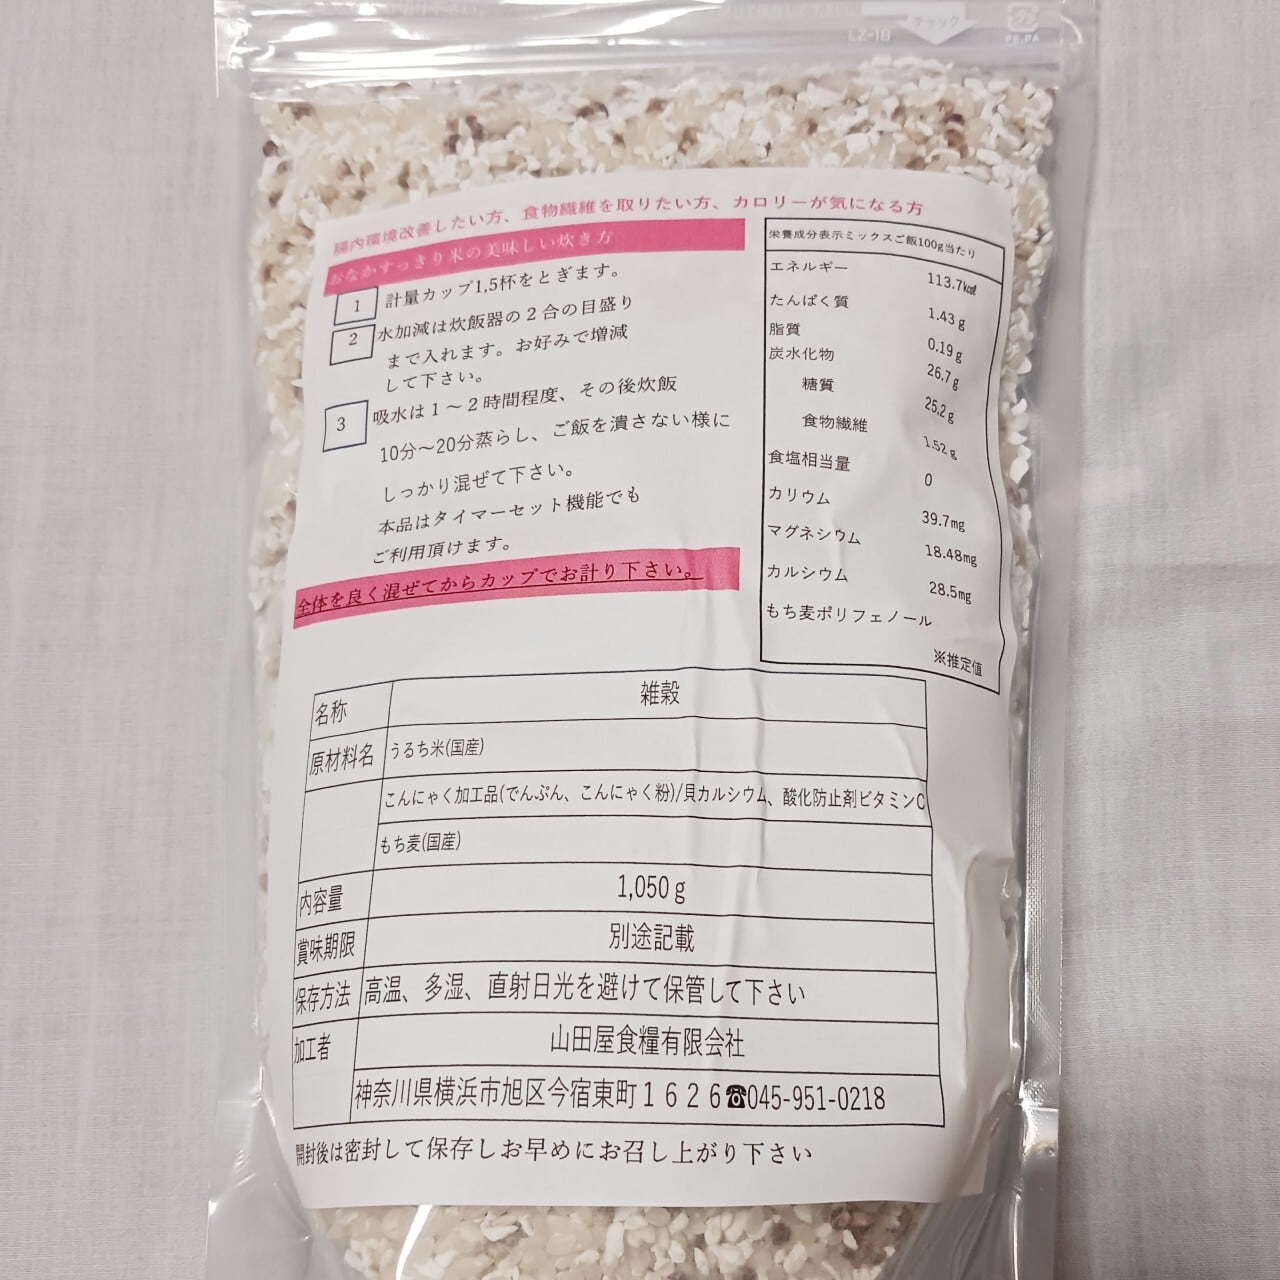 チャック
LZ-18
PE,PA
腸内環境改善したい方、食物繊維を取りたい方、カロリーが気になる方
おなかすっきり米の美味しい炊き方
1 計量カップ1,5杯をとぎます。
2 水加減は炊飯器の２合の目盛り
まで入れます。お好みで増減
して下さい。
3 吸水は１～２時間程度、その後炊飯
10分～20分蒸らし、ご飯を潰さない様に
しっかり混ぜて下さい。
本品はタイマーセット機能でも
ご利用頂けます。
全体を良く混ぜてからカップでお計り下さい。
栄養成分表示ミックスご飯100g当たり
エネルギー 113.7㎉
たんぱく質 1.43ｇ
脂質 0.19ｇ
炭水化物 26.7ｇ
糖質 25.2ｇ
食物繊維 1.52ｇ
食塩相当量 0
カリウム 39.7mg
マグネシウム 18.48mg
カルシウム 28.5mg
もち麦ポリフェノール
※推定値
名称 雑穀
原材料名 うるち米(国産)
こんにゃく加工品(でんぷん、こんにゃく粉)/貝カルシウム、酸化防止剤ビタミンC
もち麦(国産)
内容量 1,050ｇ
賞味期限 別途記載
保存方法 高温、多湿、直射日光を避けて保管して下さい
加工者 山田屋食糧有限会社
神奈川県横浜市旭区今宿東町１６２６☎045-951-0218
開封後は密封して保存しお早めにお召し上がり下さい